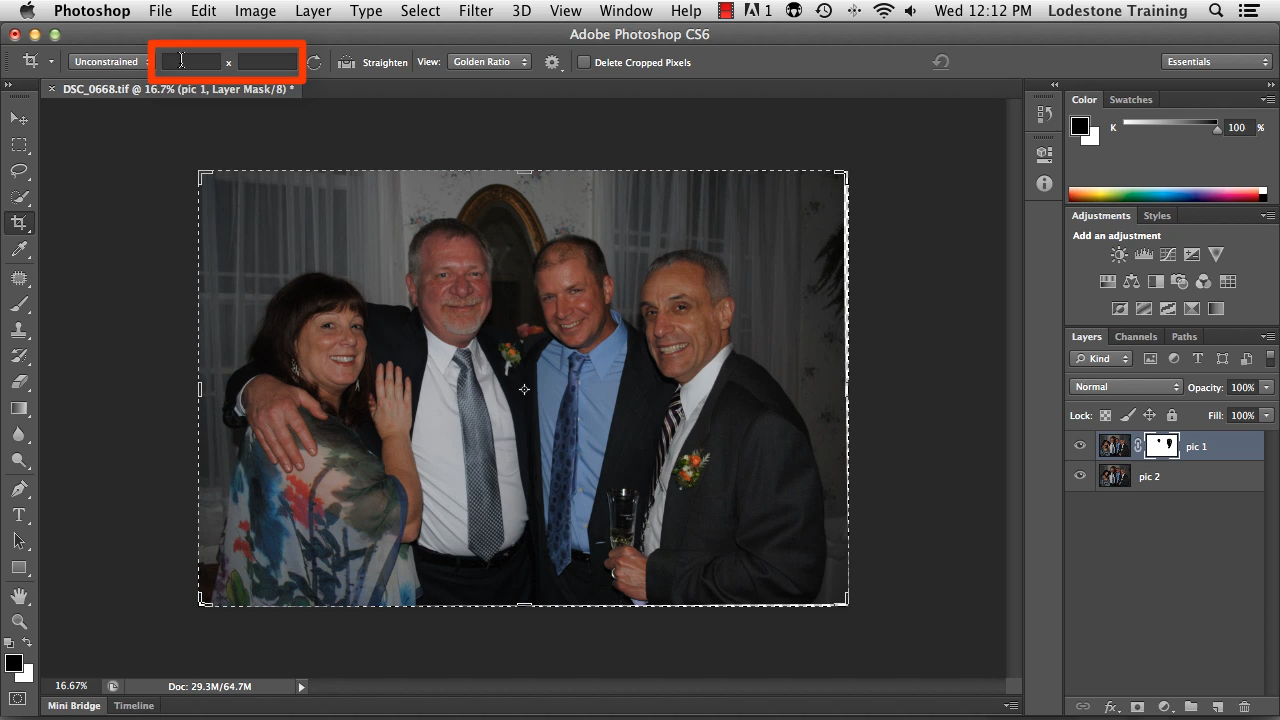 Photoshop File Edit Image Layer Type Select Filter 3D View Window Help 1 Wed 12:12 PM Lodestone Training
Adobe Photoshop CS6
Unconstrained x Straighten View: Golden Ratio Delete Cropped Pixels Essentials
× DSC_0668.tif @ 16.7% (pic 1, Layer Mask/8) *
Color Swatches
K 100 %
Adjustments Styles
Add an adjustment
Layers Channels Paths
Kind
Normal Opacity: 100%
Lock: Fill: 100%
pic 1
pic 2
T
16.67% Doc: 29.3M/64.7M
Mini Bridge Timeline
fx